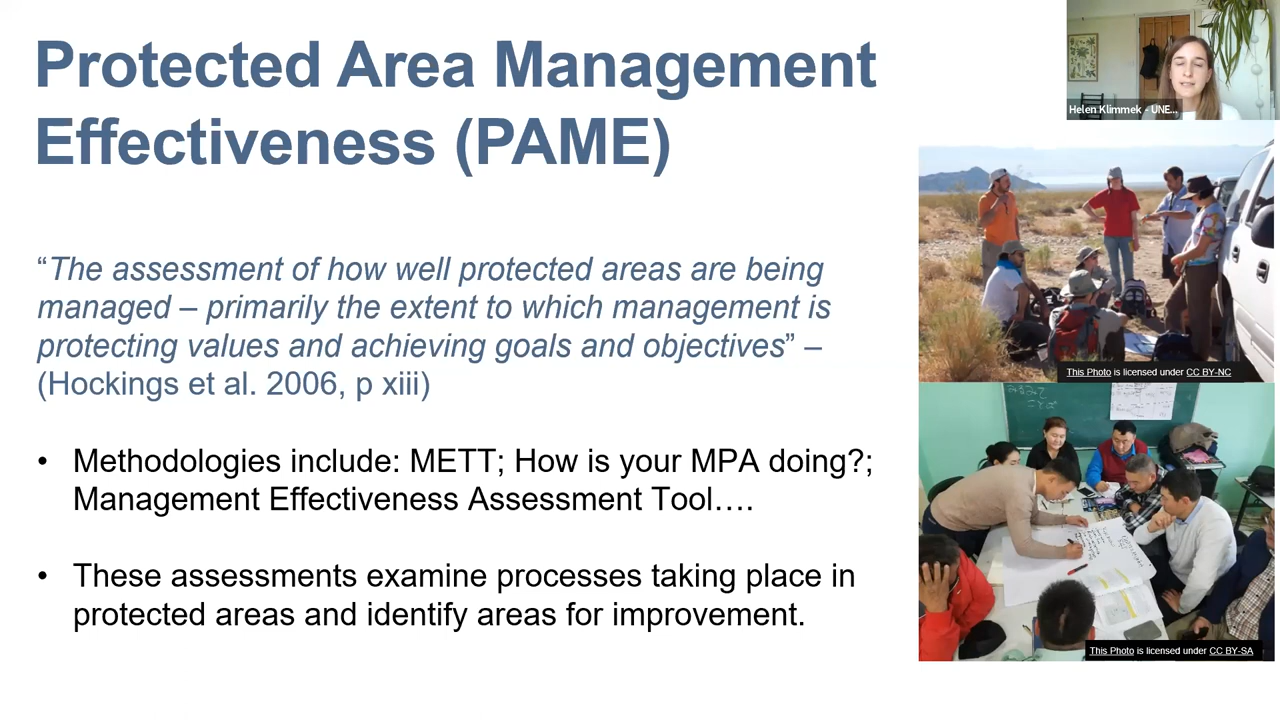 Protected Area Management
Effectiveness (PAME)
Helen Klimmek - UNE...
“The assessment of how well protected areas are being
managed – primarily the extent to which management is
protecting values and achieving goals and objectives” –
(Hockings et al. 2006, p xiii)
• Methodologies include: METT; How is your MPA doing?;
Management Effectiveness Assessment Tool….
• These assessments examine processes taking place in
protected areas and identify areas for improvement.
This Photo is licensed under CC BY-NC
This Photo is licensed under CC BY-SA